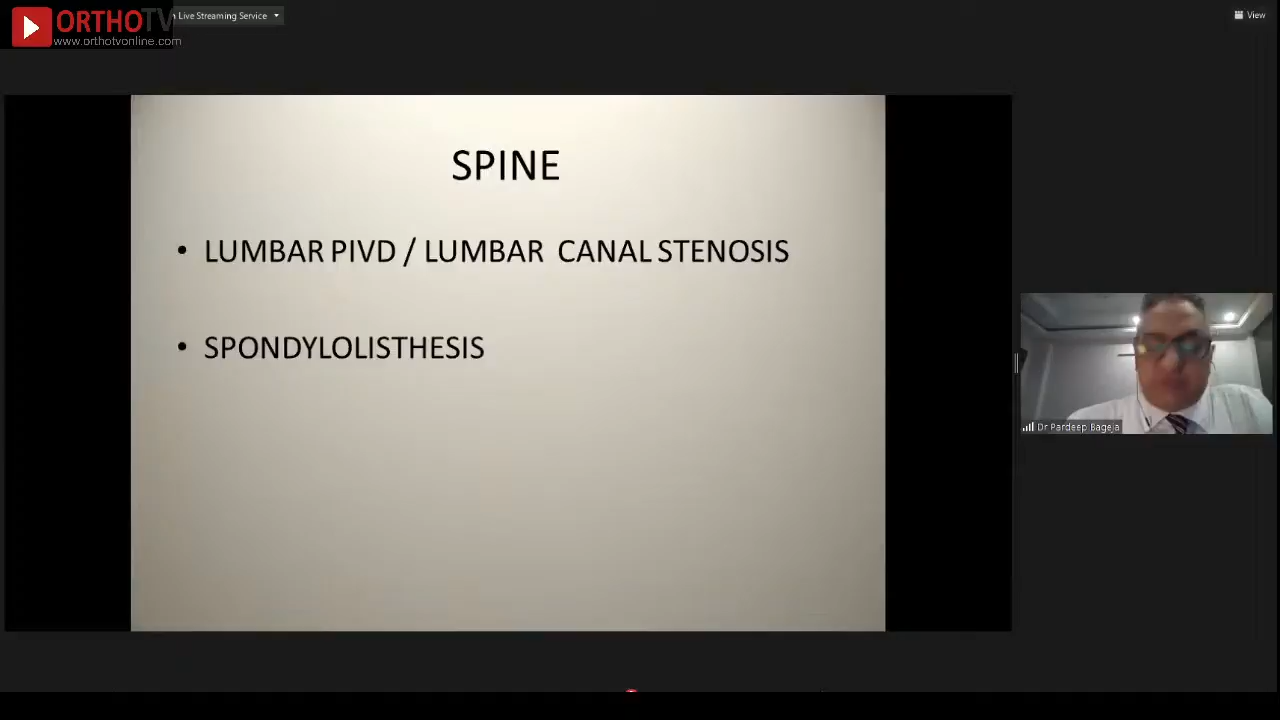 ORTHOTV
Live Streaming Service
www.orthotvonline.com
View
SPINE
• LUMBAR PIVD / LUMBAR CANAL STENOSIS
• SPONDYLOLISTHESIS
Dr Pardeep Bageja